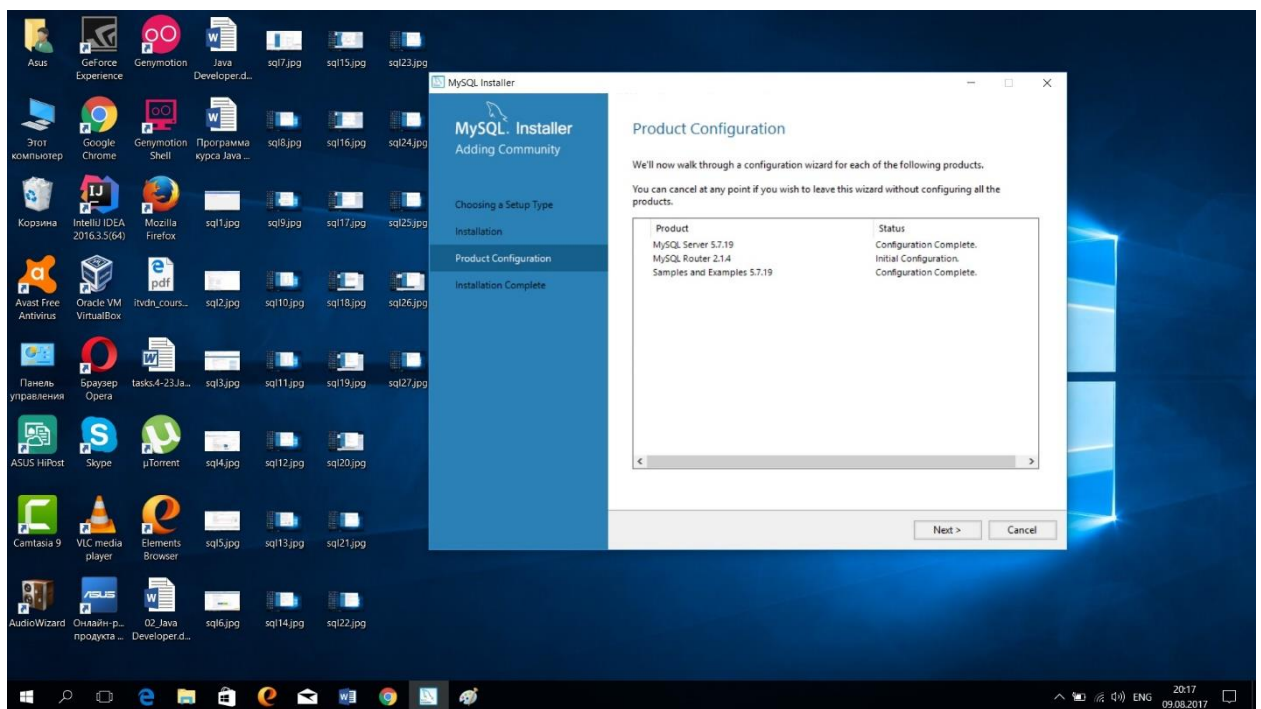 Asus
GeForce
Experience
Genymotion
Java
Developer.d...
sql7.jpg
sql15.jpg
sql23.jpg
Этот
компьютер
Google
Chrome
Genymotion
Shell
Программа
курса Java ...
sql8.jpg
sql16.jpg
sql24.jpg
Корзина
IntelliJ IDEA
2016.3.5(64)
Mozilla
Firefox
sql1.jpg
sql9.jpg
sql17.jpg
sql25.jpg
Avast Free
Antivirus
Oracle VM
VirtualBox
pdf
itvdn_cours...
sql2.jpg
sql10.jpg
sql18.jpg
sql26.jpg
Панель
управления
Браузер
Opera
tasks.4-23.Ja...
sql3.jpg
sql11.jpg
sql19.jpg
sql27.jpg
ASUS HiPost
Skype
µTorrent
sql4.jpg
sql12.jpg
sql20.jpg
Camtasia 9
VLC media
player
Elements
Browser
sql5.jpg
sql13.jpg
sql21.jpg
AudioWizard
Онлайн-р...
продукта ...
02_Java
Developer.d...
sql6.jpg
sql14.jpg
sql22.jpg
MySQL Installer
MySQL. Installer
Adding Community
Choosing a Setup Type
Installation
Product Configuration
Installation Complete
Product Configuration
We'll now walk through a configuration wizard for each of the following products.
You can cancel at any point if you wish to leave this wizard without configuring all the
products.
Product Status
MySQL Server 5.7.19 Configuration Complete.
MySQL Router 2.1.4 Initial Configuration.
Samples and Examples 5.7.19 Configuration Complete.
Next > Cancel
ENG
20:17
09.08.2017